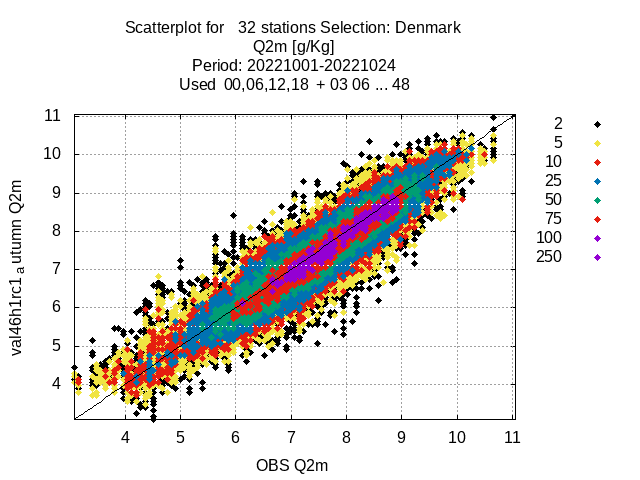 Scatterplot for 32 stations Selection: Denmark
Q2m [g/Kg]
Period: 20221001-20221024
Used 00,06,12,18 + 03 06 ... 48
11
10
9
8
7
6
5
4
val46h1rc1 a utumn Q2m
4 5 6 7 8 9 10 11
OBS Q2m
2
5
10
25
50
75
100
250